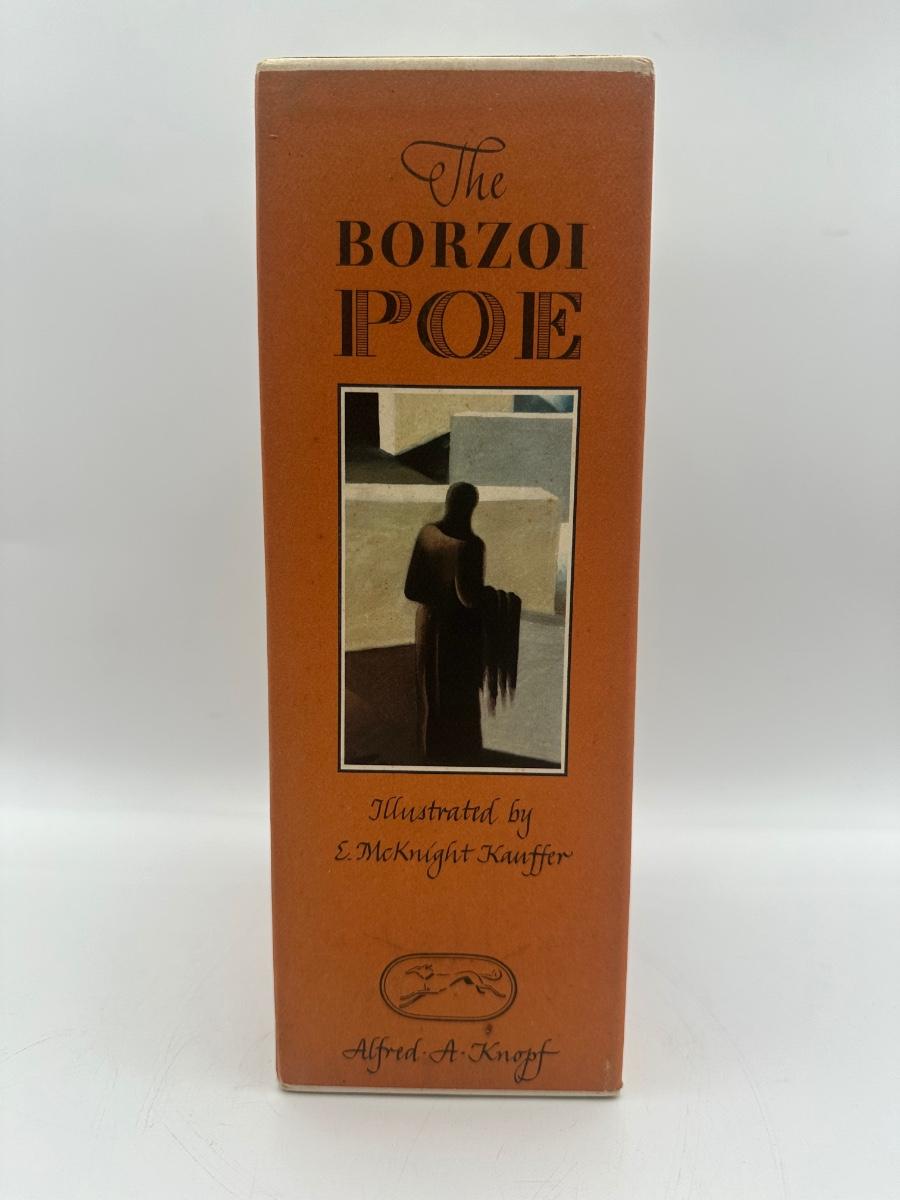 The
BORZOI
POE
Illustrated by
E. McKnight Kauffer
Alfred · A · Knopf